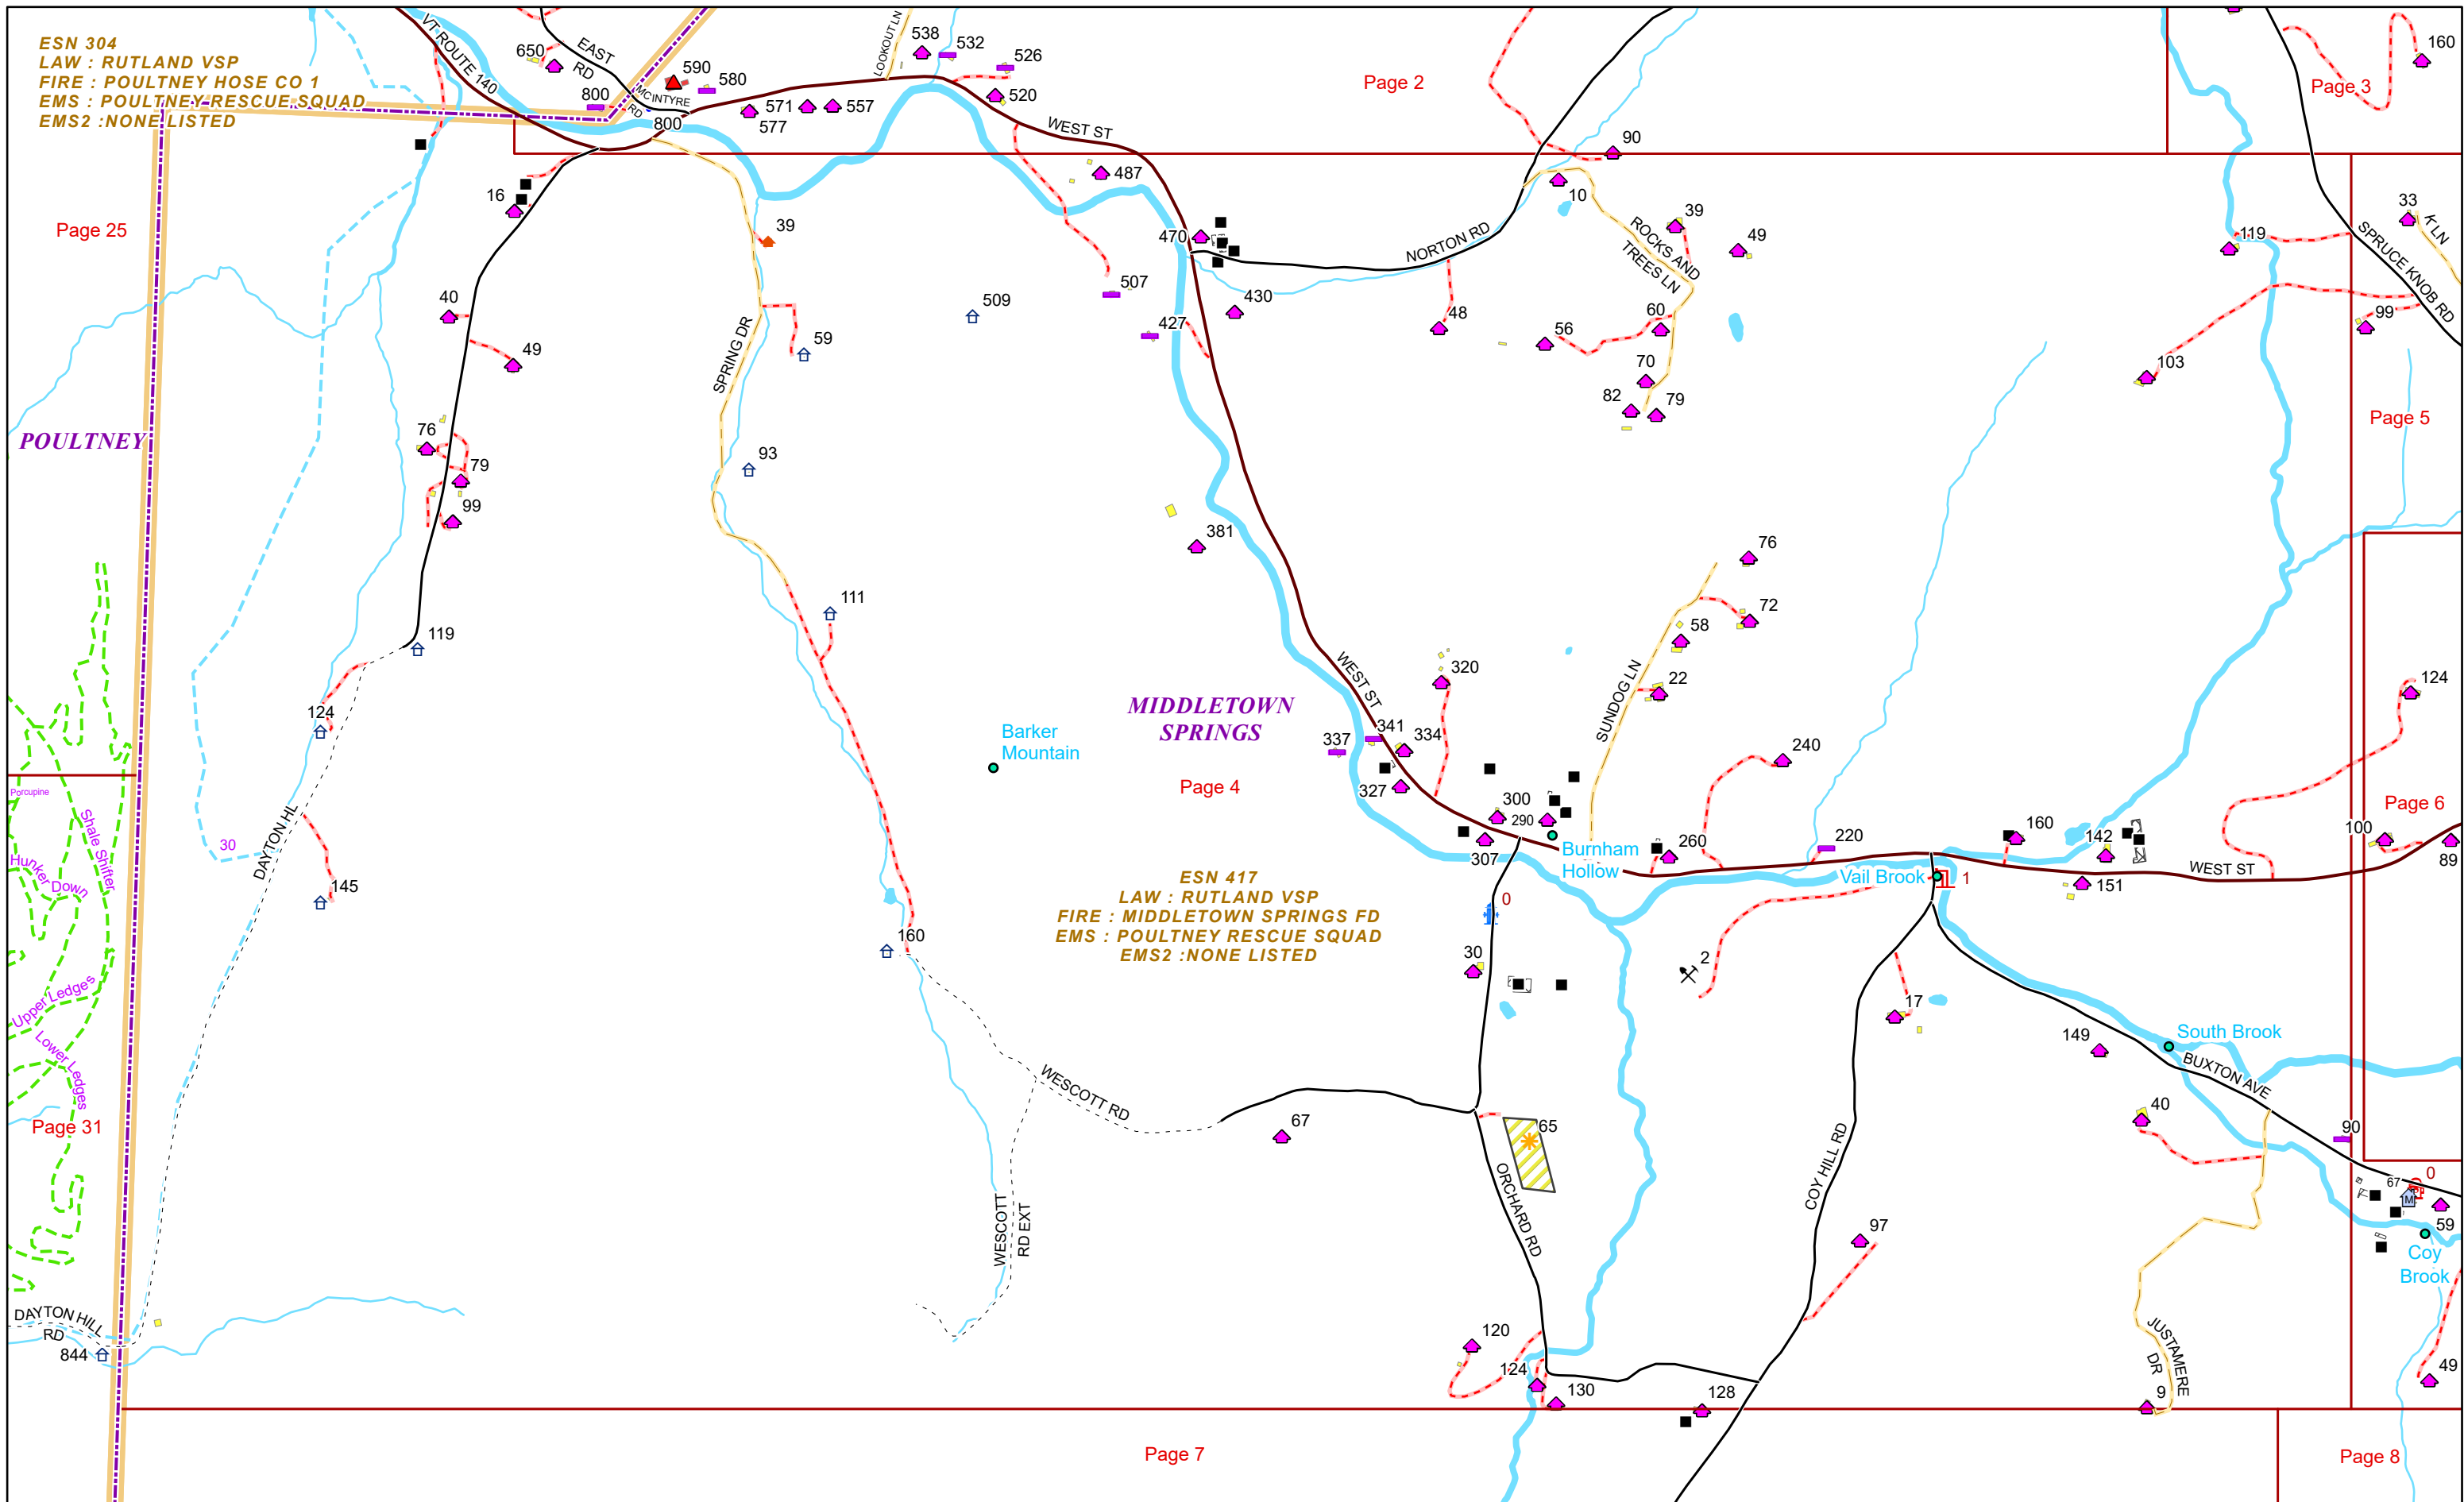 ESN 304
LAW : RUTLAND VSP
FIRE : POULTNEY HOSE CO 1
EMS : POULTNEY RESCUE SQUAD
EMS2 :NONE LISTED
VT ROUTE 140
650
EAST
RD
590
580
800
MCINTYRE
RD
800
571
577
557
LOOKOUT LN
538
532
526
520
WEST ST
Page 2
90
Page 3
160
Page 25
16
39
487
470
NORTON RD
10
ROCKS AND
TREES LN
39
49
119
33
K LN
SPRUCE KNOB RD
40
49
SPRING DR
59
509
507
427
430
48
56
60
70
82
79
103
99
Page 5
POULTNEY
76
79
99
93
381
76
72
58
22
SUNDOG LN
119
111
124
MIDDLETOWN
SPRINGS
WEST ST
320
341
337
334
327
Barker
Mountain
Page 4
240
124
Page 6
Porcupine
Shale Shifter
Hunker Down
30
DAYTON HL
145
300
290
307
Burnham
Hollow
260
220
160
142
151
WEST ST
100
89
Vail Brook
1
ESN 417
LAW : RUTLAND VSP
FIRE : MIDDLETOWN SPRINGS FD
EMS : POULTNEY RESCUE SQUAD
EMS2 :NONE LISTED
0
30
2
17
160
Upper Ledges
Lower Ledges
Page 31
South Brook
149
BUXTON AVE
WESCOTT RD
67
65
40
90
0
67
M
59
Coy
Brook
WESCOTT
RD EXT
ORCHARD RD
COY HILL RD
97
DAYTON HILL
RD
844
120
124
130
128
JUSTAMERE
DR
9
49
Page 7
Page 8